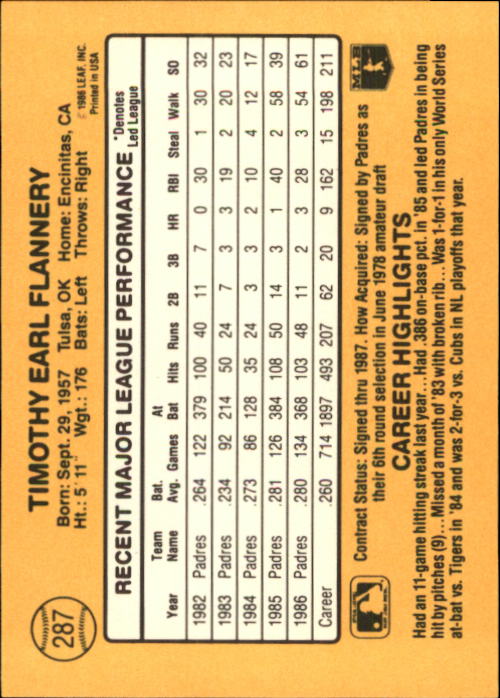 287
TIMOTHY EARL FLANNERY
Born: Sept. 29, 1957 Tulsa, OK Home: Encinitas, CA
Ht.: 5' 11" Wgt.: 176 Bats: Left Throws: Right
© 1986 LEAF, INC.
Printed in USA
RECENT MAJOR LEAGUE PERFORMANCE
*Denotes
Led League
Year Team Name Bat. Avg. Games At Bat Hits Runs 2B 3B HR RBI Steal Walk SO
1982 Padres .264 122 379 100 40 11 7 0 30 1 30 32
1983 Padres .234 92 214 50 24 7 3 3 19 2 20 23
1984 Padres .273 86 128 35 24 3 3 2 10 4 12 17
1985 Padres .281 126 384 108 50 14 3 1 40 2 58 39
1986 Padres .280 134 368 103 48 11 2 3 28 3 54 61
Career .260 714 1897 493 207 62 20 9 162 15 198 211
Contract Status: Signed thru 1987. How Acquired: Signed by Padres as
their 6th round selection in June 1978 amateur draft
MLB
CAREER HIGHLIGHTS
Had an 11-game hitting streak last year... Had .386 on-base pct. in '85 and led Padres in being
hit by pitches (9)... Missed a month of '83 with broken rib... Was 1-for-1 in his only World Series
at-bat vs. Tigers in '84 and was 2-for-3 vs. Cubs in NL playoffs that year.